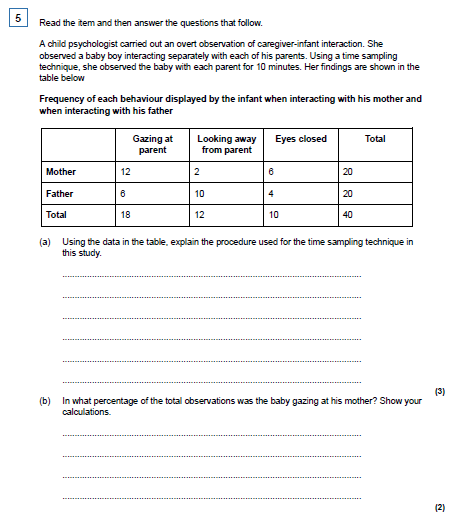 5
Read the item and then answer the questions that follow.
A child psychologist carried out an overt observation of caregiver-infant interaction. She
observed a baby boy interacting separately with each of his parents. Using a time sampling
technique, she observed the baby with each parent for 10 minutes. Her findings are shown in the
table below
Frequency of each behaviour displayed by the infant when interacting with his mother and
when interacting with his father
Gazing at
parent
Looking away
from parent
Eyes closed
Total
Mother 12 2 6 20
Father 6 10 4 20
Total 18 12 10 40
(a) Using the data in the table, explain the procedure used for the time sampling technique in
this study.
(3)
(b) In what percentage of the total observations was the baby gazing at his mother? Show your
calculations.
(2)